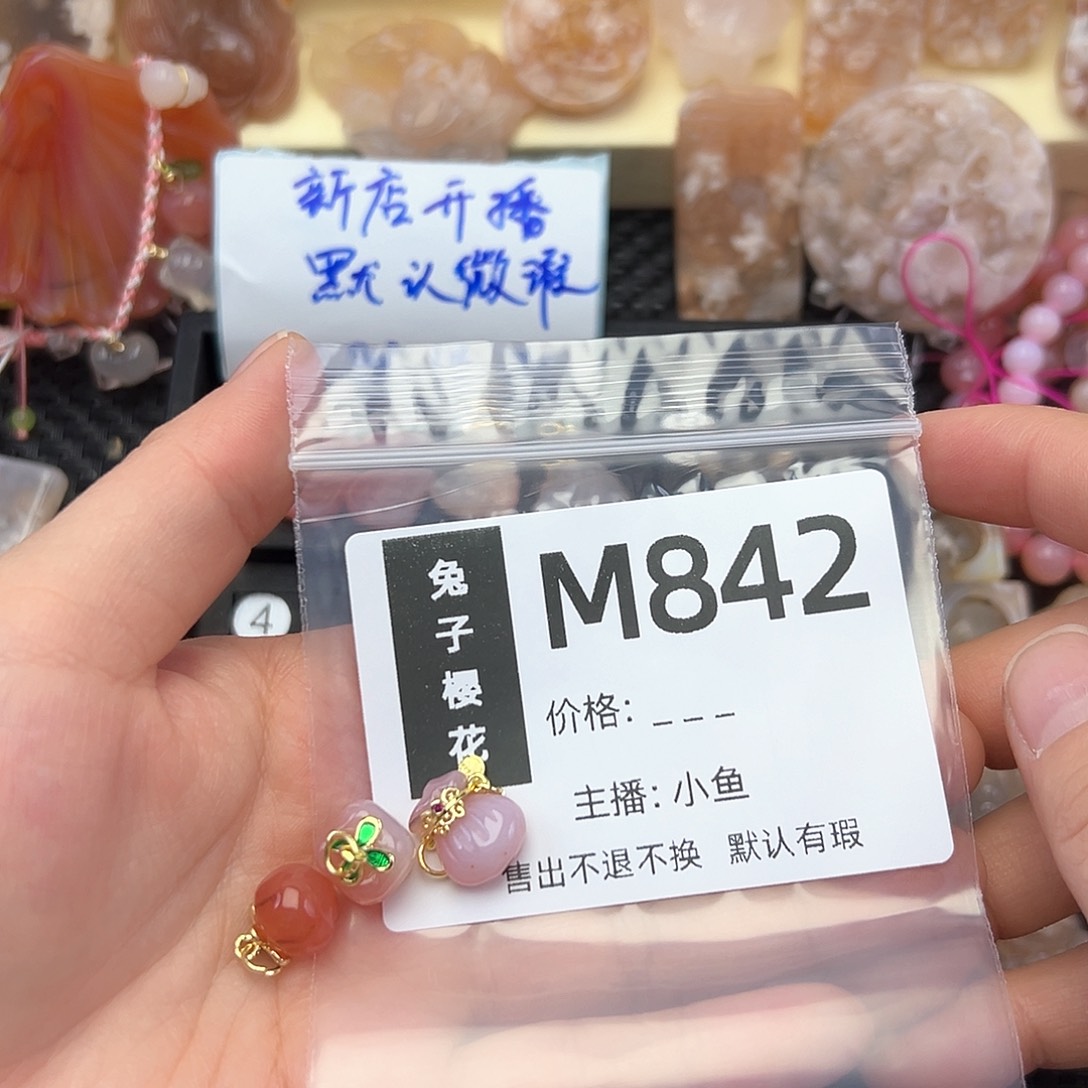 新店开播
默认微瑕
4
兔子樱花
M842
价格: _ _ _
主播: 小鱼
售出不退不换 默认有瑕